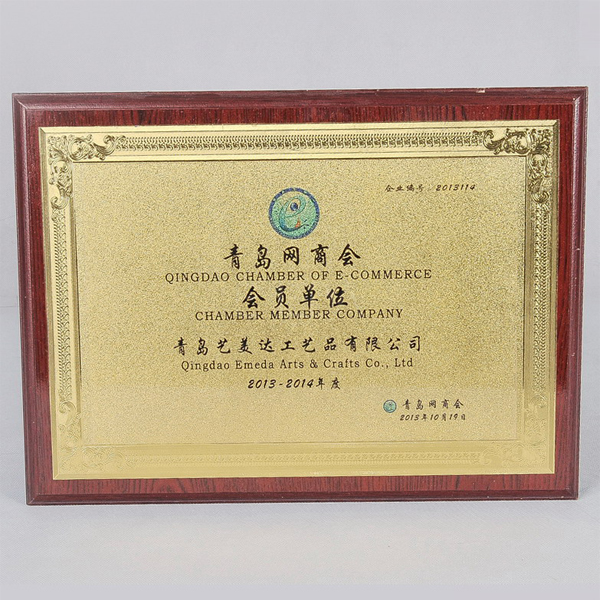 企业编号：2013114
青岛网商会
QINGDAO CHAMBER OF E-COMMERCE
会员单位
CHAMBER MEMBER COMPANY
青岛艺美达工艺品有限公司
Qingdao Emeda Arts & Crafts Co., Ltd
2013-2014年度
青岛网商会
2013年10月19日